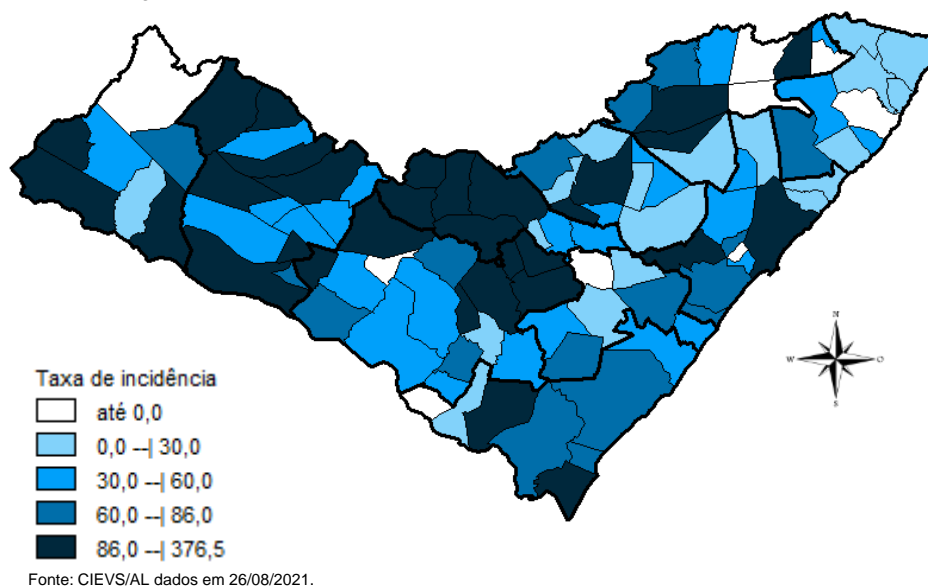 N
W
O
S
Taxa de incidência
até 0,0
0,0 --| 30,0
30,0 --| 60,0
60,0 --| 86,0
86,0 --| 376,5
Fonte: CIEVS/AL dados em 26/08/2021.